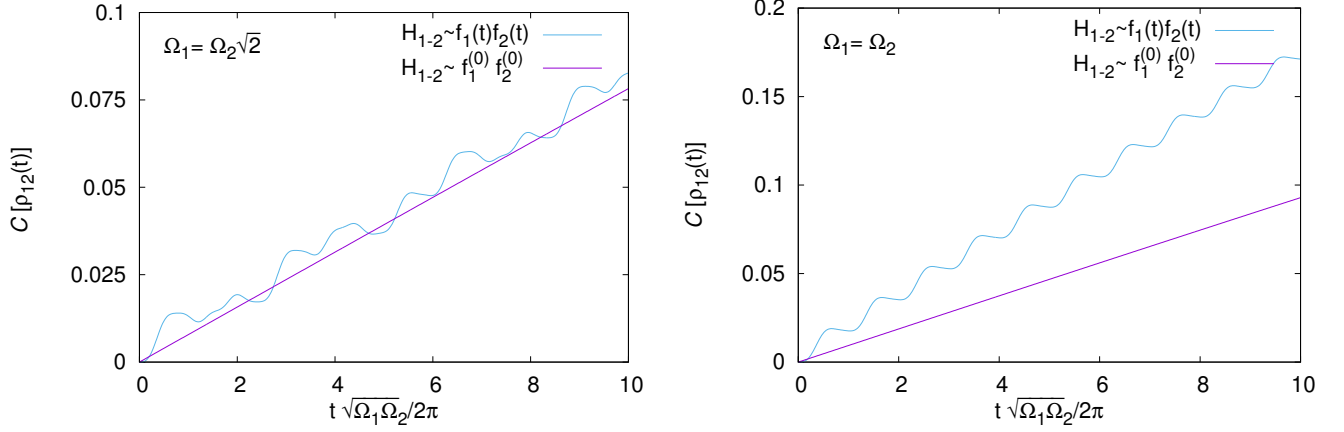 Ω₁= Ω₂√2
H₁₋₂~f₁(t)f₂(t)
H₁₋₂~ f₁⁽⁰⁾ f₂⁽⁰⁾
0.1
0.075
0.05
0.025
0
C [ρ₁₂(t)]
0 2 4 6 8 10
t √Ω₁Ω₂/2π
Ω₁= Ω₂
H₁₋₂~f₁(t)f₂(t)
H₁₋₂~ f₁⁽⁰⁾ f₂⁽⁰⁾
0.20
0.15
0.1
0.05
0
C [ρ₁₂(t)]
0 2 4 6 8 10
t √Ω₁Ω₂/2π